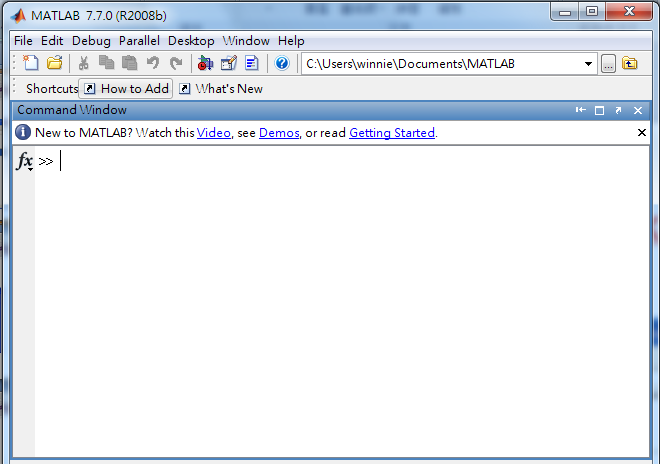 MATLAB 7.7.0 (R2008b)
File Edit Debug Parallel Desktop Window Help
C:\Users\winnie\Documents\MATLAB ...
Shortcuts How to Add What's New
Command Window
New to MATLAB? Watch this Video, see Demos, or read Getting Started.
fx >>